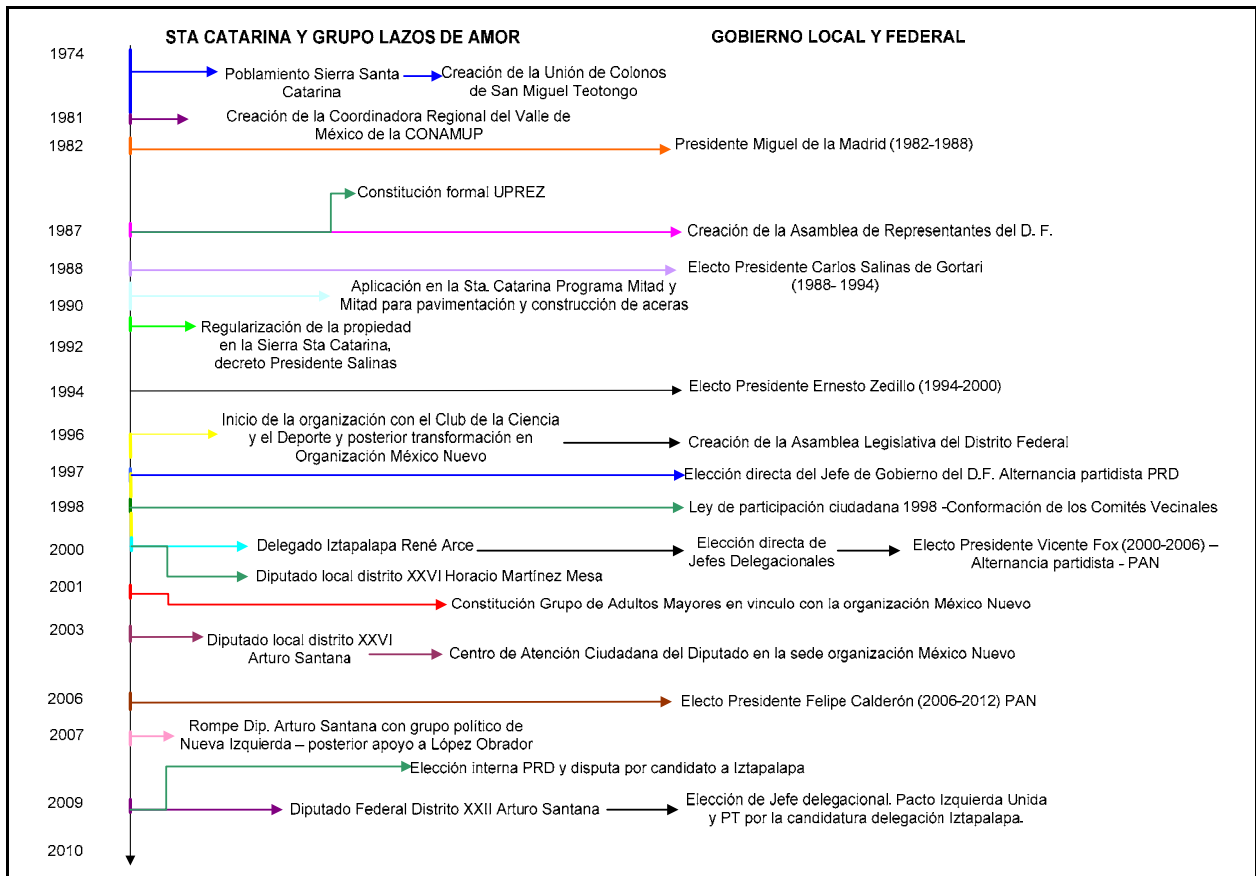 STA CATARINA Y GRUPO LAZOS DE AMOR
GOBIERNO LOCAL Y FEDERAL
1974
Poblamiento Sierra Santa
Catarina
Creación de la Unión de Colonos
de San Miguel Teotongo
1981
Creación de la Coordinadora Regional del Valle de
México de la CONAMUP
1982
Presidente Miguel de la Madrid (1982-1988)
Constitución formal UPREZ
1987
Creación de la Asamblea de Representantes del D. F.
1988
Electo Presidente Carlos Salinas de Gortari
(1988- 1994)
Aplicación en la Sta. Catarina Programa Mitad y
Mitad para pavimentación y construcción de aceras
1990
Regularización de la propiedad
en la Sierra Sta Catarina,
decreto Presidente Salinas
1992
1994
Electo Presidente Ernesto Zedillo (1994-2000)
1996
Inicio de la organización con el Club de la Ciencia
y el Deporte y posterior transformación en
Organización México Nuevo
Creación de la Asamblea Legislativa del Distrito Federal
1997
Elección directa del Jefe de Gobierno del D.F. Alternancia partidista PRD
1998
Ley de participación ciudadana 1998 -Conformación de los Comités Vecinales
2000
Delegado Iztapalapa René Arce
Elección directa de
Jefes Delegacionales
Electo Presidente Vicente Fox (2000-2006) –
Alternancia partidista - PAN
Diputado local distrito XXVI Horacio Martínez Mesa
2001
Constitución Grupo de Adultos Mayores en vinculo con la organización México Nuevo
2003
Diputado local distrito XXVI
Arturo Santana
Centro de Atención Ciudadana del Diputado en la sede organización México Nuevo
2006
Electo Presidente Felipe Calderón (2006-2012) PAN
2007
Rompe Dip. Arturo Santana con grupo político de
Nueva Izquierda – posterior apoyo a López Obrador
Elección interna PRD y disputa por candidato a Iztapalapa
2009
Diputado Federal Distrito XXII Arturo Santana
Elección de Jefe delegacional. Pacto Izquierda Unida
y PT por la candidatura delegación Iztapalapa.
2010